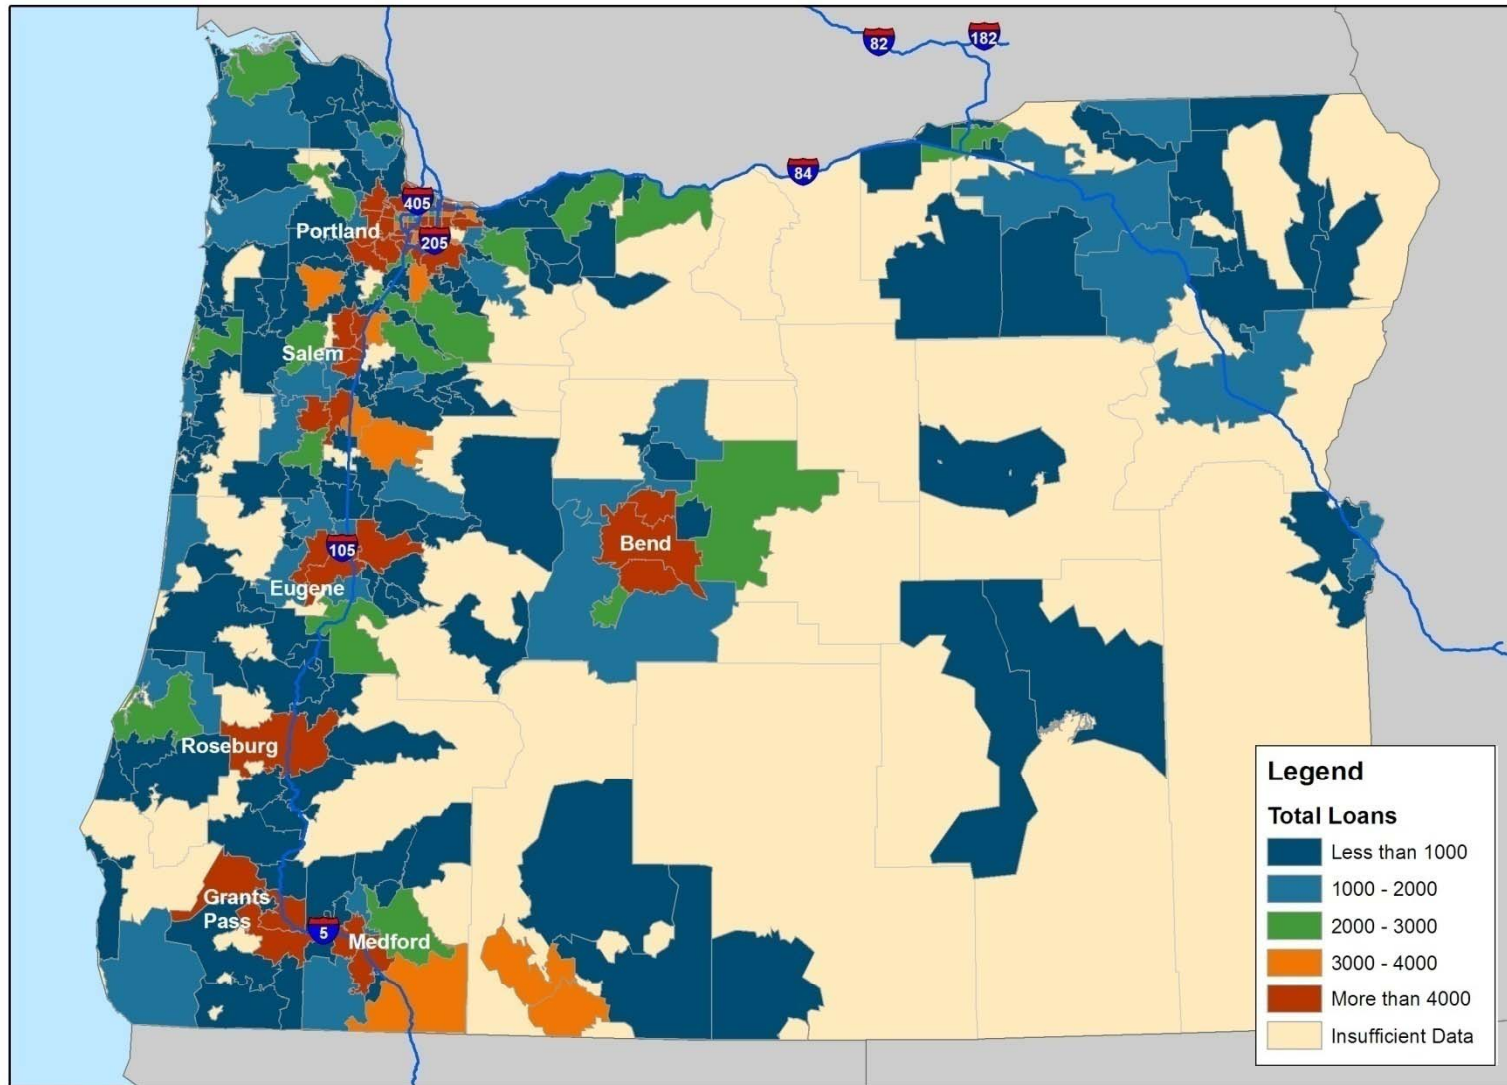 82
182
84
405
Portland
205
Salem
Bend
105
Eugene
Roseburg
Grants
Pass
5
Medford
Legend
Total Loans
Less than 1000
1000 - 2000
2000 - 3000
3000 - 4000
More than 4000
Insufficient Data